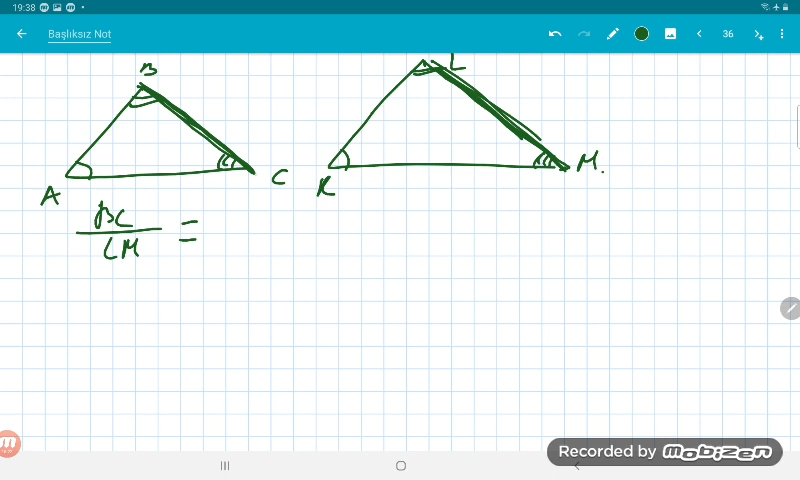 19:38
Başlıksız Not
36
B
L
A
C
K
M.
BC
LM
=
Recorded by mobizen